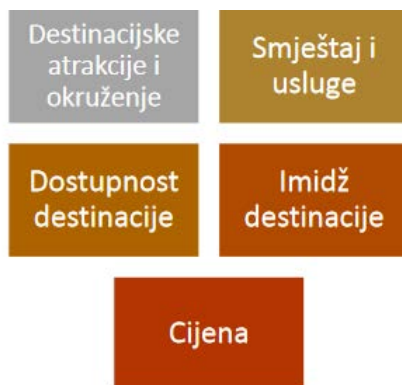 Destinacijske
atrakcije i
okruženje
Smještaj i
usluge
Dostupnost
destinacije
Imidž
destinacije
Cijena